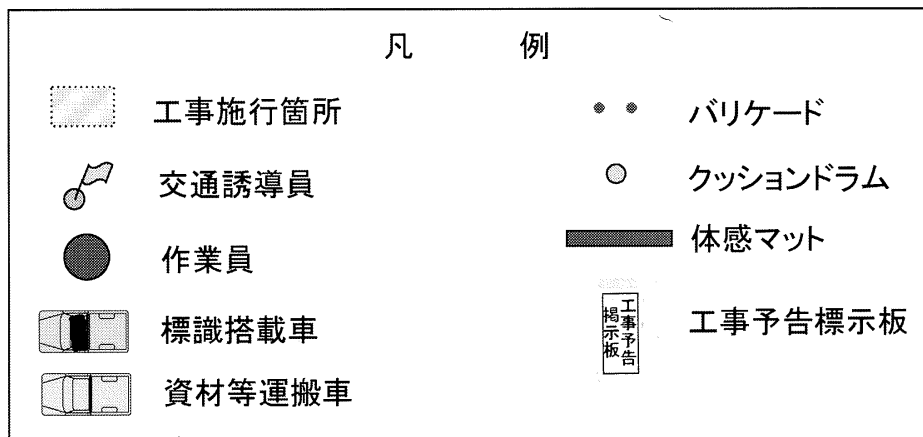 凡例
工事施行箇所
交通誘導員
作業員
標識搭載車
資材等運搬車
バリケード
クッションドラム
体感マット
工事予告
掲示板
工事予告標示板